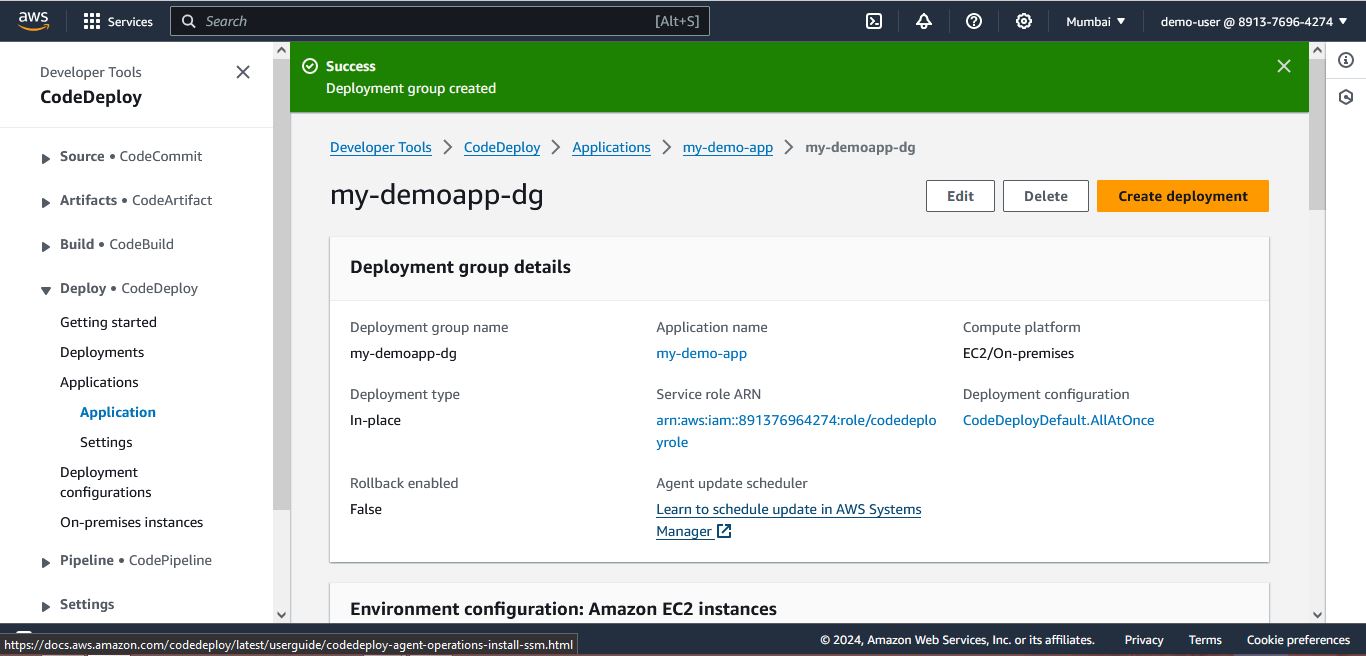 aws
Services
Search
[Alt+S]
Mumbai
demo-user @ 8913-7696-4274
Developer Tools
CodeDeploy
Source • CodeCommit
Artifacts • CodeArtifact
Build • CodeBuild
Deploy • CodeDeploy
Getting started
Deployments
Applications
Application
Settings
Deployment
configurations
On-premises instances
Pipeline • CodePipeline
Settings
Success
Deployment group created
Developer Tools
CodeDeploy
Applications
my-demo-app
my-demoapp-dg
my-demoapp-dg
Edit
Delete
Create deployment
Deployment group details
Deployment group name
my-demoapp-dg
Application name
my-demo-app
Compute platform
EC2/On-premises
Deployment type
In-place
Service role ARN
arn:aws:iam::891376964274:role/codedeplo
yrole
Deployment configuration
CodeDeployDefault.AllAtOnce
Rollback enabled
False
Agent update scheduler
Learn to schedule update in AWS Systems
Manager
Environment configuration: Amazon EC2 instances
https://docs.aws.amazon.com/codedeploy/latest/userguide/codedeploy-agent-operations-install-ssm.html
© 2024, Amazon Web Services, Inc. or its affiliates.
Privacy
Terms
Cookie preferences